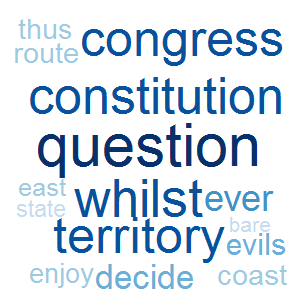 thus congress
route
constitution
question
east whilst ever
state
territory bare
evils
enjoy decide coast